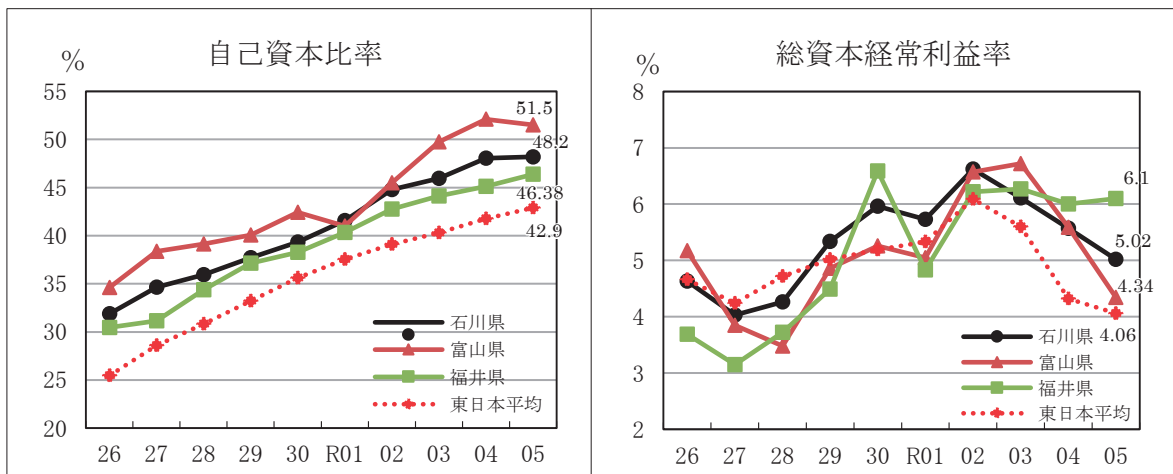 自己資本比率
%
55
50
45
40
35
30
25
20
51.5
48.2
46.38
42.9
石川県
富山県
福井県
東日本平均
26 27 28 29 30 R01 02 03 04 05
総資本経常利益率
%
8
7
6
5
4
3
2
6.1
5.02
4.34
4.06
石川県
富山県
福井県
東日本平均
26 27 28 29 30 R01 02 03 04 05